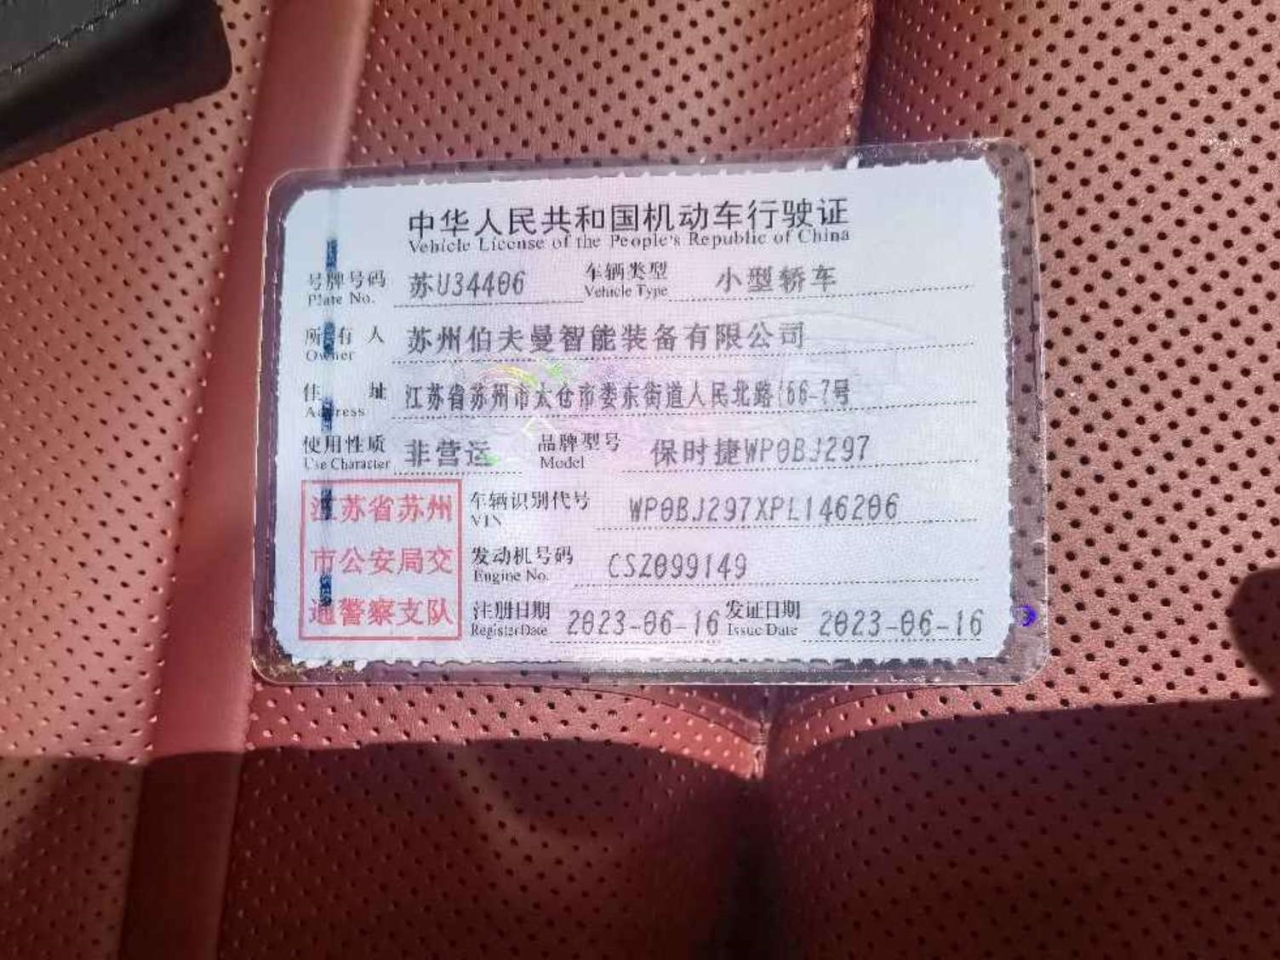 中华人民共和国机动车行驶证
Vehicle License of the People's Republic of China
号牌号码 苏U34406 车辆类型 小型轿车
Plate No. Vehicle Type
所有人 苏州伯夫曼智能装备有限公司
Owner
住址 江苏省苏州市太仓市娄东街道人民北路166-7号
Address
使用性质 非营运 品牌型号 保时捷WP0BJ297
Use Character Model
江苏省苏州 车辆识别代号 WP0BJ297XPL146206
VIN
市公安局交 发动机号码 CSZ099149
Engine No.
通警察支队 注册日期 2023-06-16 发证日期 2023-06-16
Register Date Issue Date